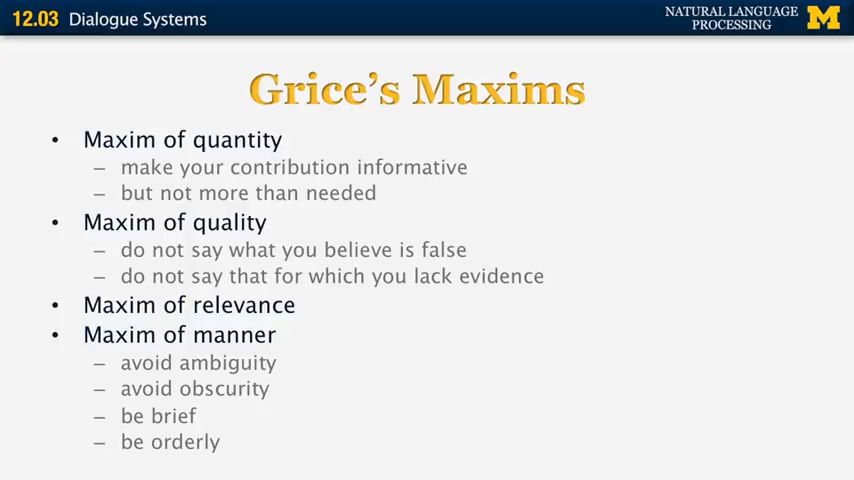 12.03 Dialogue Systems
NATURAL LANGUAGE
PROCESSING
M
Grice's Maxims
• Maxim of quantity
– make your contribution informative
– but not more than needed
• Maxim of quality
– do not say what you believe is false
– do not say that for which you lack evidence
• Maxim of relevance
• Maxim of manner
– avoid ambiguity
– avoid obscurity
– be brief
– be orderly